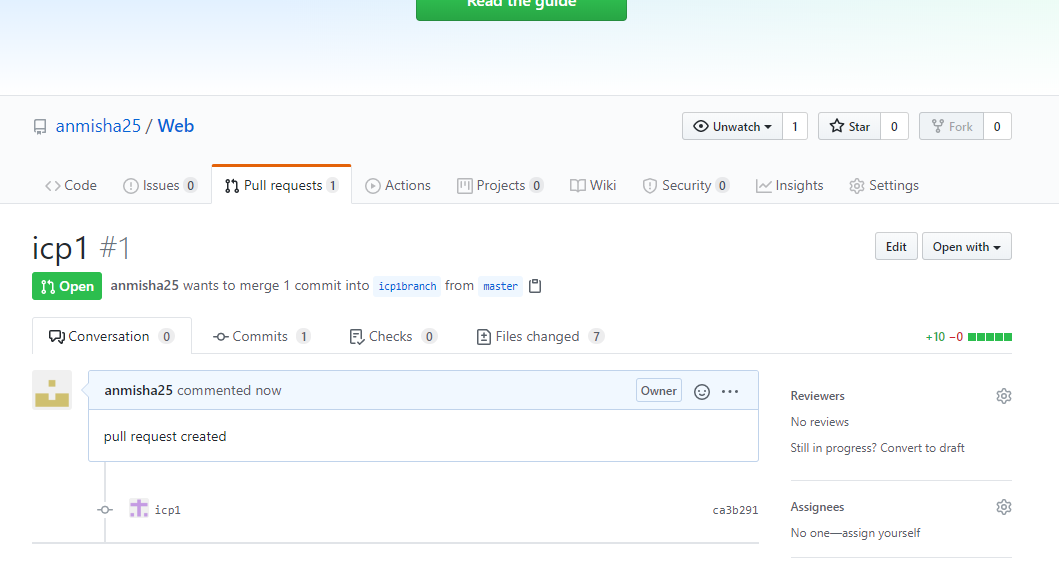 Read the guide
anmisha25 / Web
Unwatch 1 Star 0 Fork 0
Code Issues 0 Pull requests 1 Actions Projects 0 Wiki Security 0 Insights Settings
icp1 #1
Edit Open with
Open anmisha25 wants to merge 1 commit into icp1branch from master
Conversation 0 Commits 1 Checks 0 Files changed 7 +10 −0
anmisha25 commented now Owner ...
pull request created
icp1 ca3b291
Reviewers
No reviews
Still in progress? Convert to draft
Assignees
No one—assign yourself